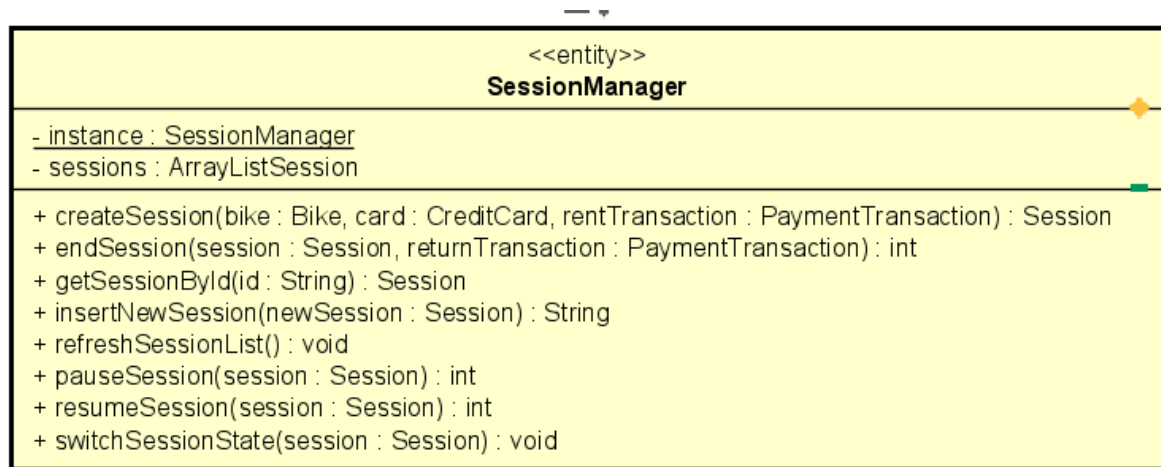 <<entity>>
SessionManager
- instance : SessionManager
- sessions : ArrayListSession
+ createSession(bike : Bike, card : CreditCard, rentTransaction : PaymentTransaction) : Session
+ endSession(session : Session, returnTransaction : PaymentTransaction) : int
+ getSessionById(id : String) : Session
+ insertNewSession(newSession : Session) : String
+ refreshSessionList() : void
+ pauseSession(session : Session) : int
+ resumeSession(session : Session) : int
+ switchSessionState(session : Session) : void